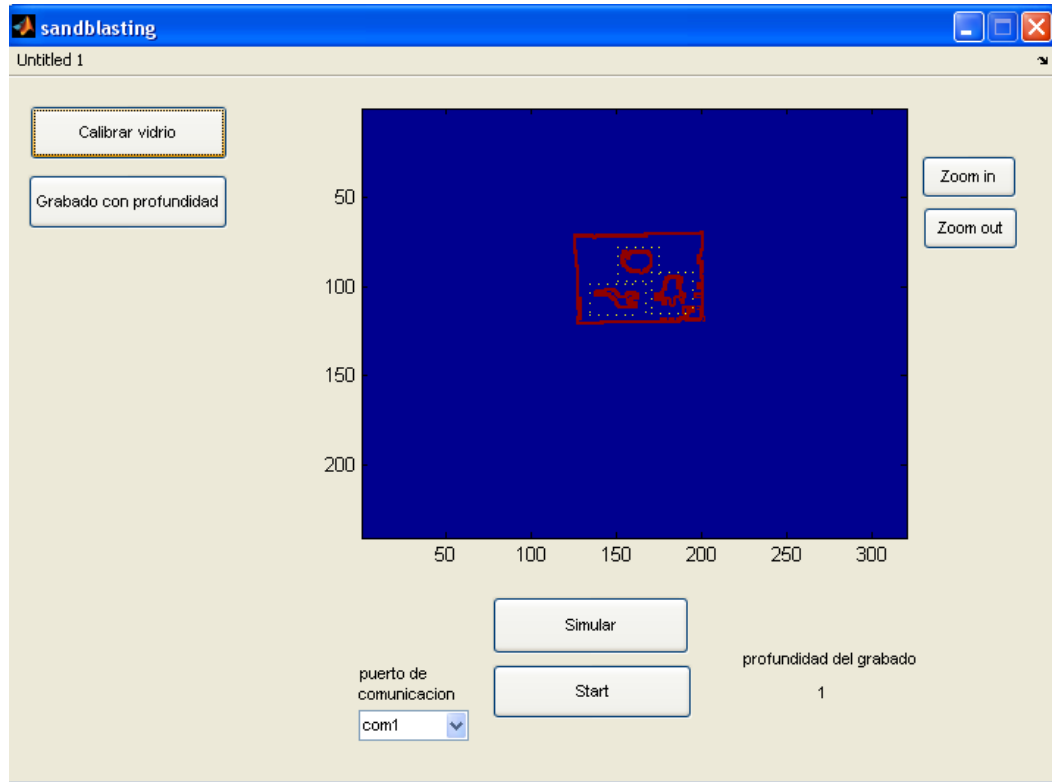 sandblasting
Untitled 1
Calibrar vidrio
Grabado con profundidad
50
100
150
200
50 100 150 200 250 300
Zoom in
Zoom out
Simular
Start
puerto de
comunicacion
com1
profundidad del grabado
1